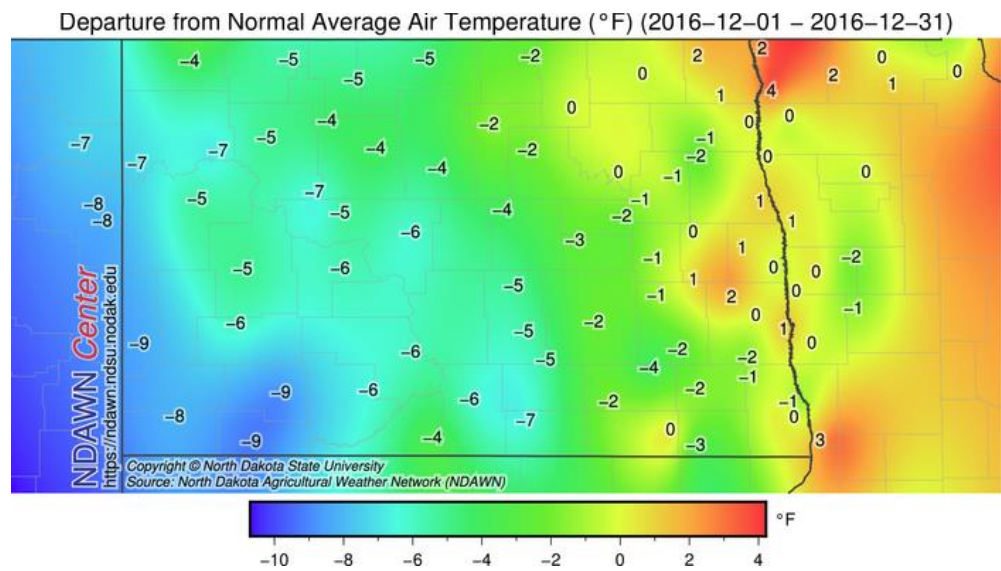 Departure from Normal Average Air Temperature (°F) (2016−12−01 − 2016−12−31)
2 2 0
−4 −5 −5 −2 0 2 1 0
−5 1 4
−4 0 0 0
−7 −5 −2 −1
−7 −7 −4 −4 −2 −2 0 0 0
−1
−8 −8 −5 −7 −5 −4 −2 −1 1 1
−6 −3 0 1
−5 −6 −5 −1 1 0 0 −2
−1 2 0 −1
−6 −5 −2 0 1 0
−9 −6 −5 −4 −2 −2 −1
−9 −6 −6 −2 −2 −1 0
−8 −9 −4 −7 0 −3 3
NDAWN Center
https://ndawn.ndsu.nodak.edu
Copyright © North Dakota State University
Source: North Dakota Agricultural Weather Network (NDAWN)
°F
−10 −8 −6 −4 −2 0 2 4